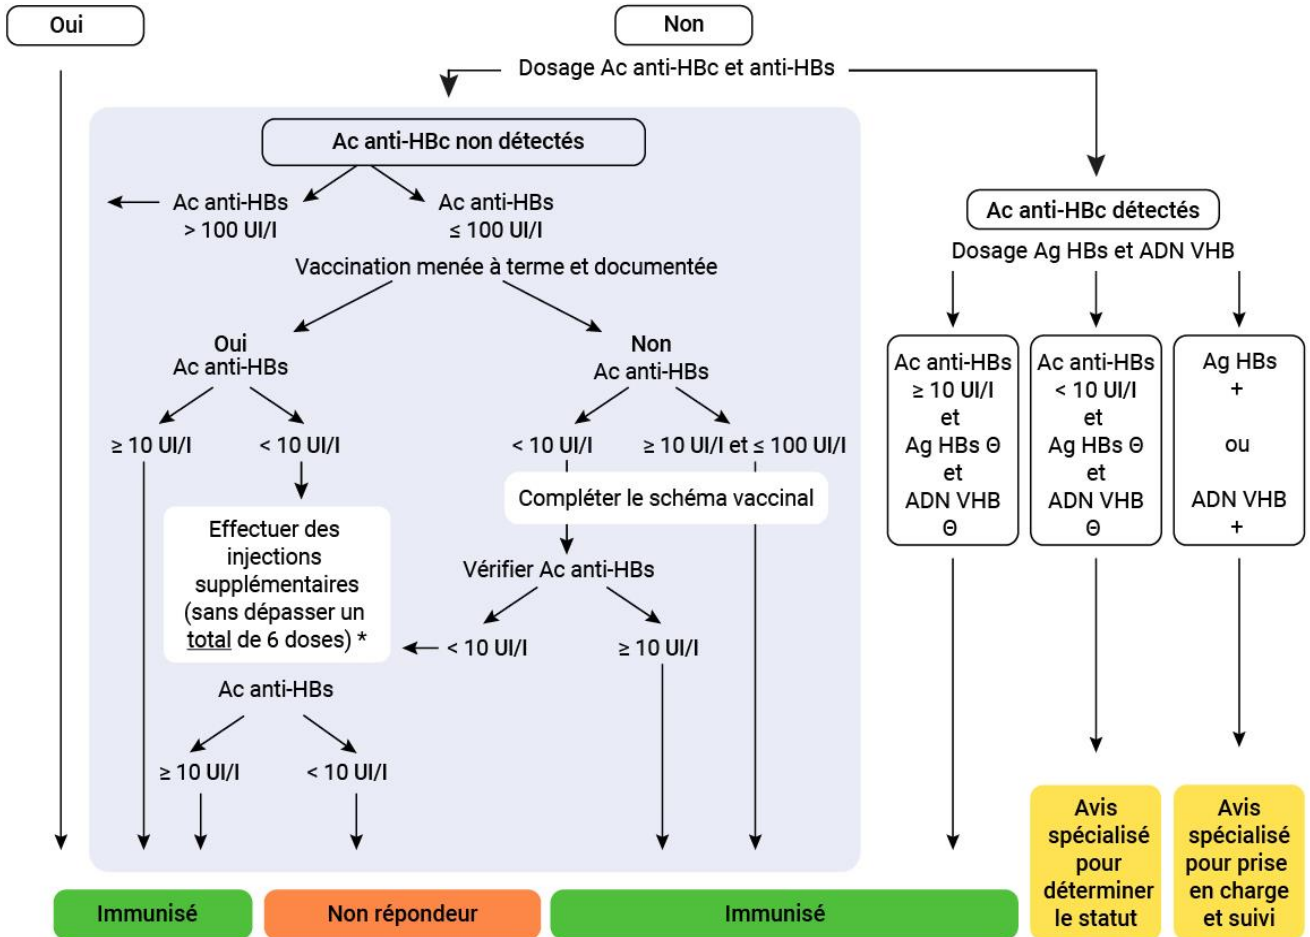 Oui
Non
Dosage Ac anti-HBc et anti-HBs
Ac anti-HBc non détectés
Ac anti-HBs
> 100 UI/l
Ac anti-HBs
≤ 100 UI/l
Vaccination menée à terme et documentée
Oui
Ac anti-HBs
Non
Ac anti-HBs
≥ 10 UI/l
< 10 UI/l
< 10 UI/l
≥ 10 UI/l et ≤ 100 UI/l
Compléter le schéma vaccinal
Effectuer des
injections
supplémentaires
(sans dépasser un
total de 6 doses) *
Vérifier Ac anti-HBs
< 10 UI/l
≥ 10 UI/l
Ac anti-HBs
≥ 10 UI/l
< 10 UI/l
Ac anti-HBc détectés
Dosage Ag HBs et ADN VHB
Ac anti-HBs
≥ 10 UI/l
et
Ag HBs Θ
et
ADN VHB
Θ
Ac anti-HBs
< 10 UI/l
et
Ag HBs Θ
et
ADN VHB
Θ
Ag HBs
+
ou
ADN VHB
+
Immunisé
Non répondeur
Immunisé
Avis
spécialisé
pour
déterminer
le statut
Avis
spécialisé
pour prise
en charge
et suivi